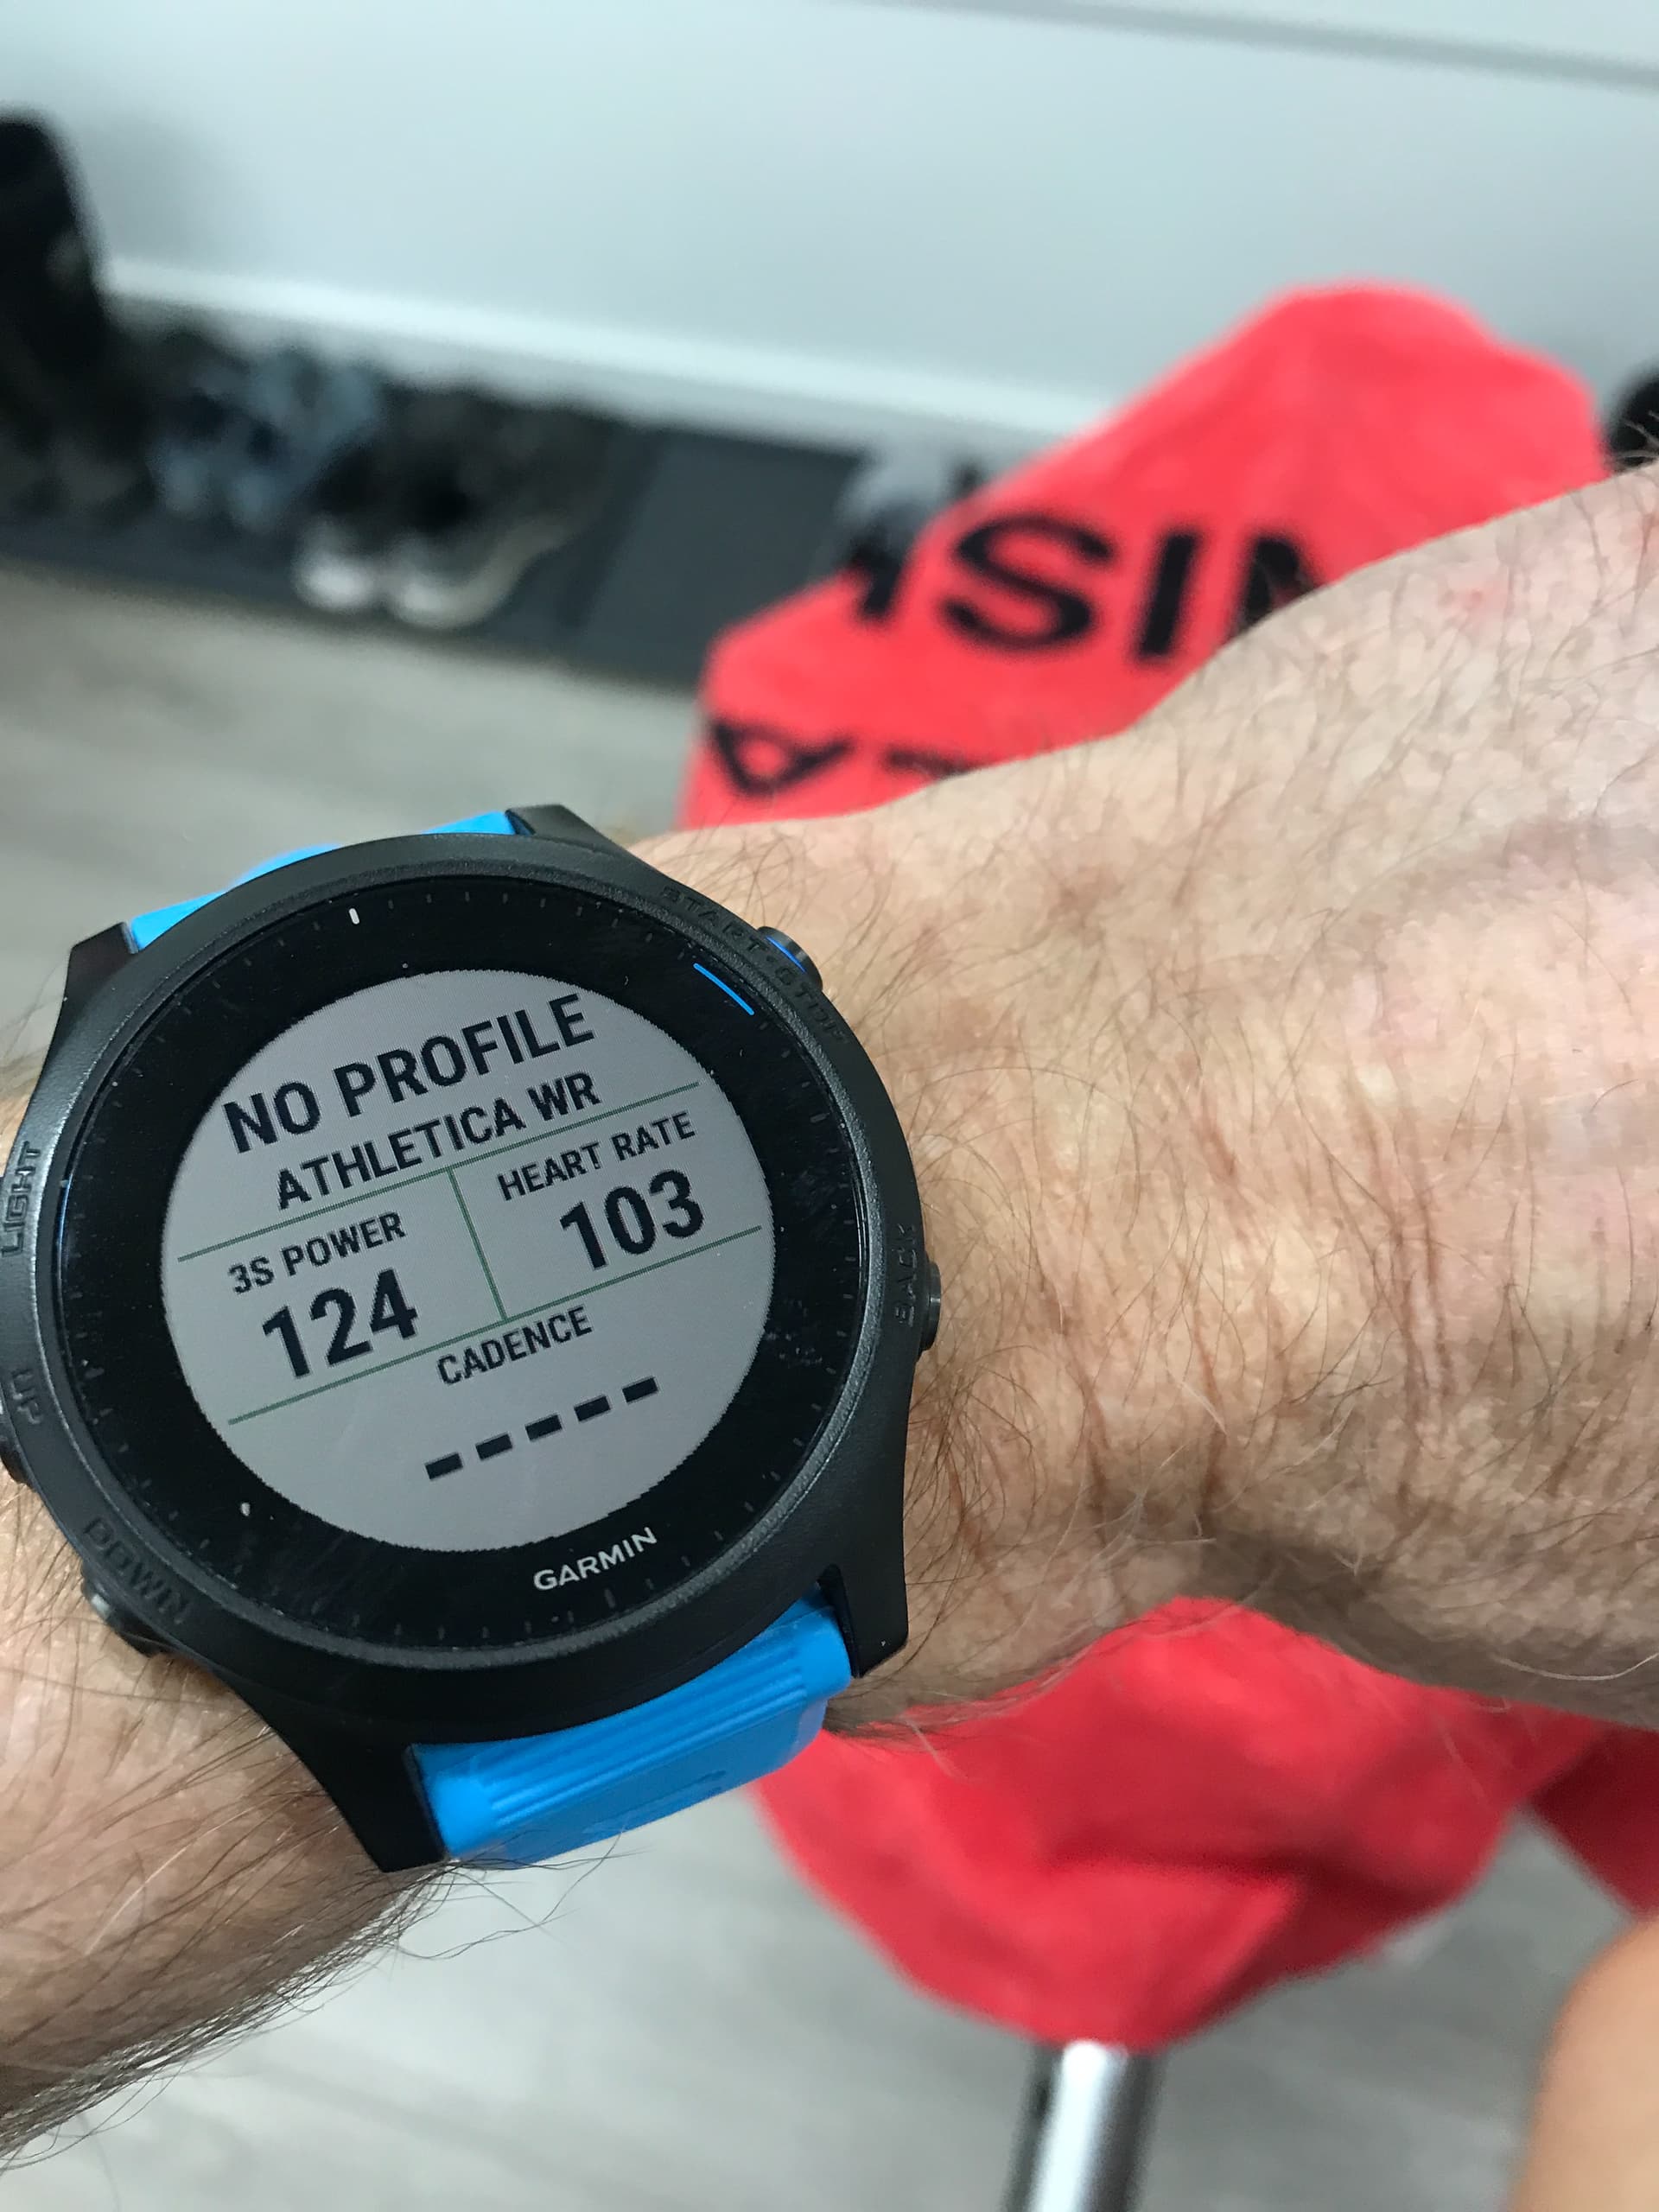 NO PROFILE
ATHLETICA WR
3S POWER
124
HEART RATE
103
CADENCE
-----
GARMIN
START·STOP
LIGHT
UP
DOWN
BACK